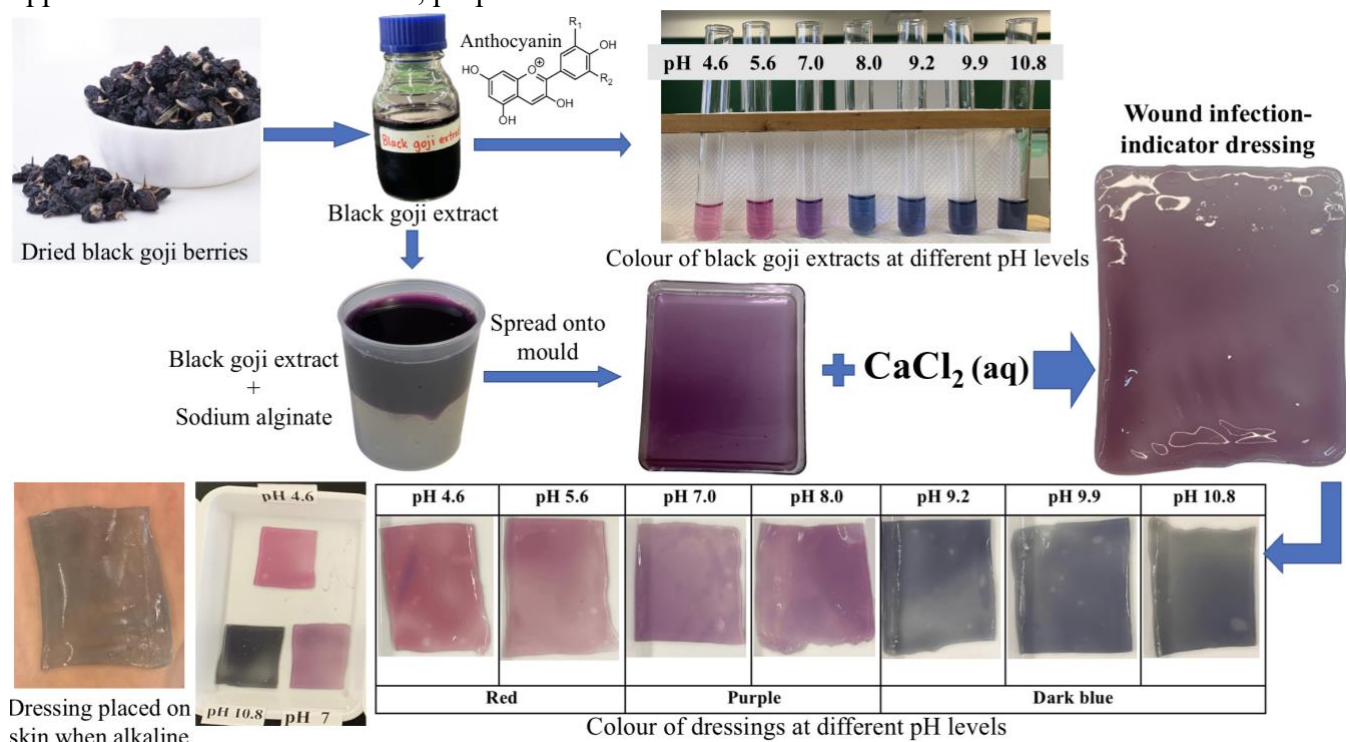 Anthocyanin
R1
OH
HO
O
⊕
R2
OH
OH
pH 4.6 5.6 7.0 8.0 9.2 9.9 10.8
Black goji extract
Wound infection-
indicator dressing
Dried black goji berries
Black goji extract
Colour of black goji extracts at different pH levels
Black goji extract
+
Sodium alginate
Spread onto
mould
+ CaCl₂ (aq)
pH 4.6
pH 10.8 pH 7
pH 4.6 pH 5.6 pH 7.0 pH 8.0 pH 9.2 pH 9.9 pH 10.8
Red Purple Dark blue
Dressing placed on
skin when alkaline
Colour of dressings at different pH levels